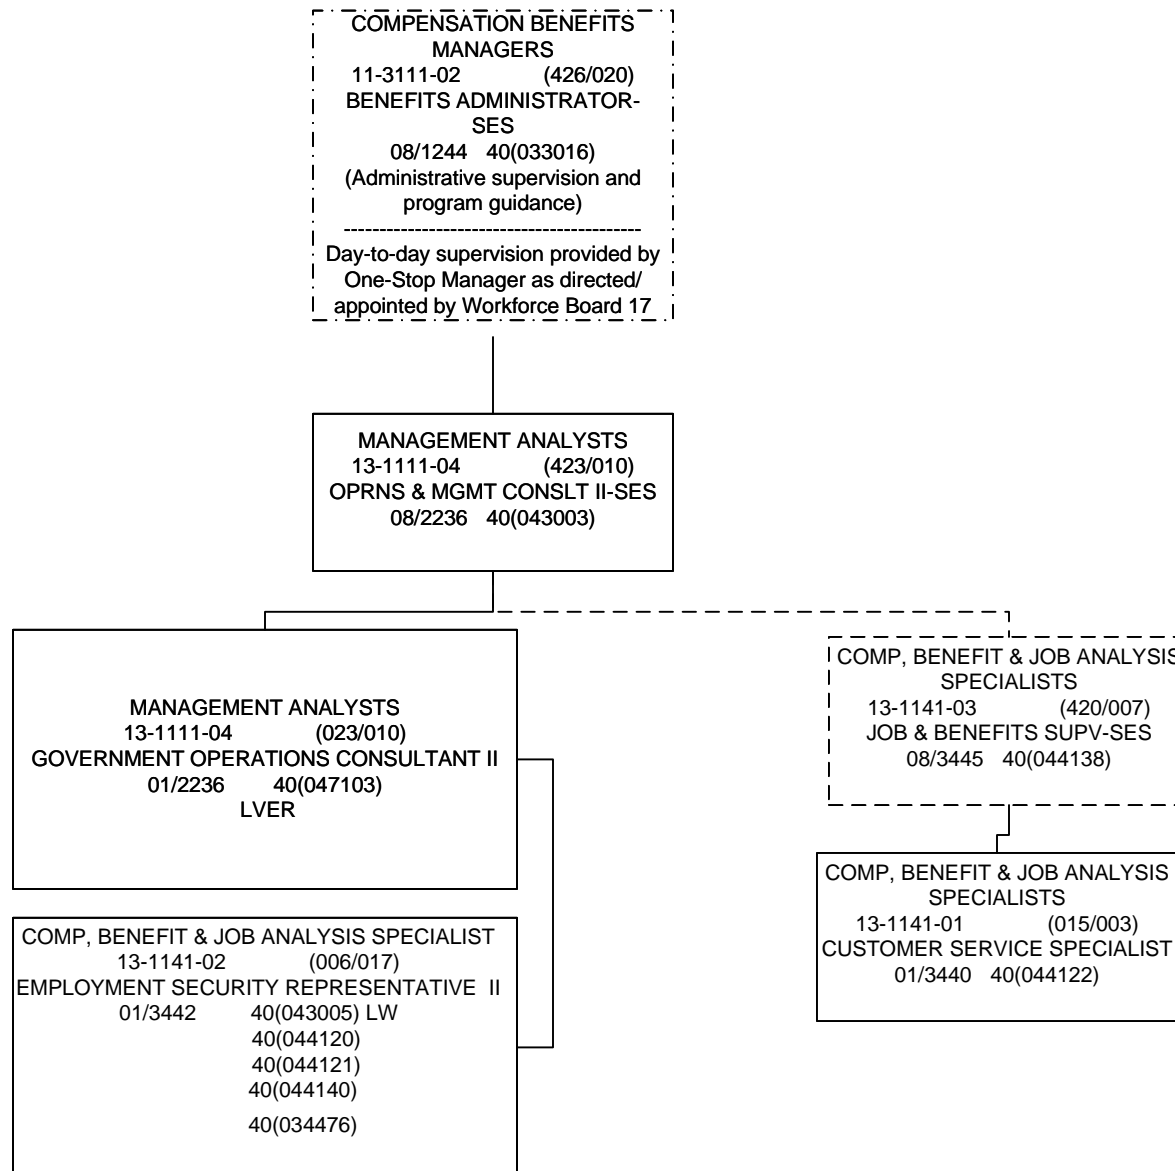 COMPENSATION BENEFITS
MANAGERS
11-3111-02 (426/020)
BENEFITS ADMINISTRATOR-
SES
08/1244 40(033016)
(Administrative supervision and
program guidance)
------------------------------------------
Day-to-day supervision provided by
One-Stop Manager as directed/
appointed by Workforce Board 17
MANAGEMENT ANALYSTS
13-1111-04 (423/010)
OPRNS & MGMT CONSLT II-SES
08/2236 40(043003)
MANAGEMENT ANALYSTS
13-1111-04 (023/010)
GOVERNMENT OPERATIONS CONSULTANT II
01/2236 40(047103)
LVER
COMP, BENEFIT & JOB ANALYSIS SPECIALIST
13-1141-02 (006/017)
EMPLOYMENT SECURITY REPRESENTATIVE II
01/3442 40(043005) LW
40(044120)
40(044121)
40(044140)
40(034476)
COMP, BENEFIT & JOB ANALYSIS
SPECIALISTS
13-1141-03 (420/007)
JOB & BENEFITS SUPV-SES
08/3445 40(044138)
COMP, BENEFIT & JOB ANALYSIS
SPECIALISTS
13-1141-01 (015/003)
CUSTOMER SERVICE SPECIALIST
01/3440 40(044122)